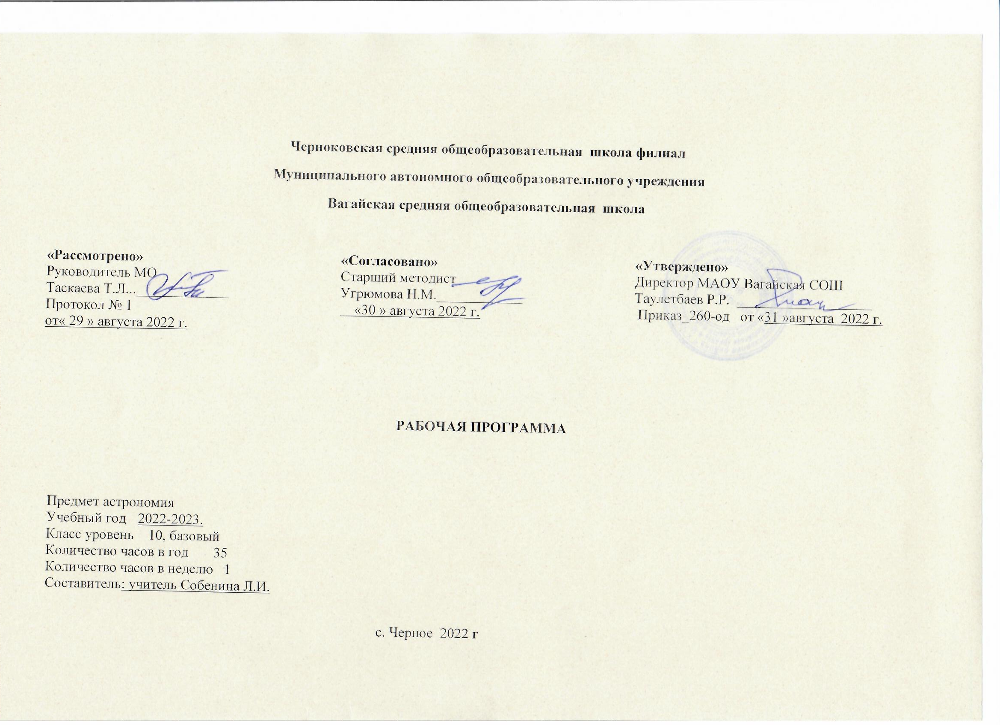 Черноковская средняя общеобразовательная школа филиал
Муниципального автономного общеобразовательного учреждения
Вагайская средняя общеобразовательная школа
«Рассмотрено»
Руководитель МО
Таскаева Т.Л...
Протокол № 1
от« 29 » августа 2022 г.
«Согласовано»
Старший методист
Угрюмова Н.М.
«30 » августа 2022 г.
«Утверждено»
Директор МАОУ Вагайская СОШ
Таулетбаев Р.Р.
Приказ_260-од от «31 »августа 2022 г.
РАБОЧАЯ ПРОГРАММА
Предмет астрономия
Учебный год 2022-2023.
Класс уровень 10, базовый
Количество часов в год 35
Количество часов в неделю 1
Составитель: учитель Собенина Л.И.
с. Черное 2022 г